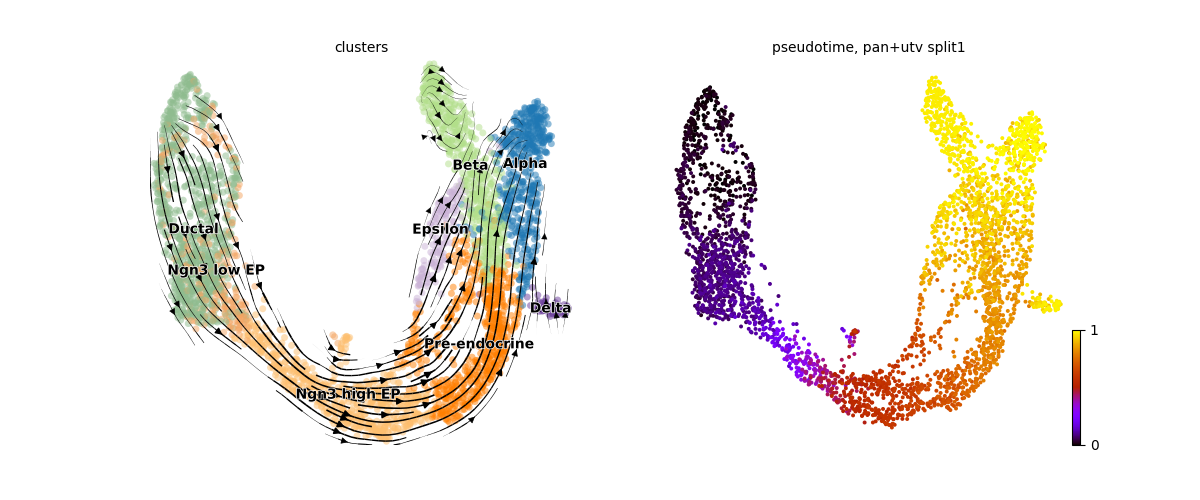 clusters
pseudotime, pan+utv split1
Beta
Alpha
Ductal
Epsilon
Ngn3 low EP
Delta
Pre-endocrine
Ngn3 high EP
1
0